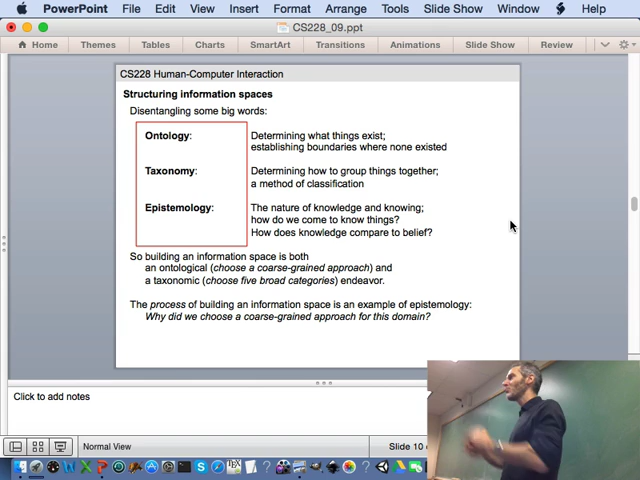 PowerPoint File Edit View Insert Format Arrange Tools Slide Show Window Help
CS228_09.ppt
Home Themes Tables Charts SmartArt Transitions Animations Slide Show Review
CS228 Human-Computer Interaction
Structuring information spaces
Disentangling some big words:
Ontology: Determining what things exist;
establishing boundaries where none existed
Taxonomy: Determining how to group things together;
a method of classification
Epistemology: The nature of knowledge and knowing;
how do we come to know things?
How does knowledge compare to belief?
So building an information space is both
an ontological (choose a coarse-grained approach) and
a taxonomic (choose five broad categories) endeavor.
The process of building an information space is an example of epistemology:
Why did we choose a coarse-grained approach for this domain?
Click to add notes
Normal View Slide 10 o